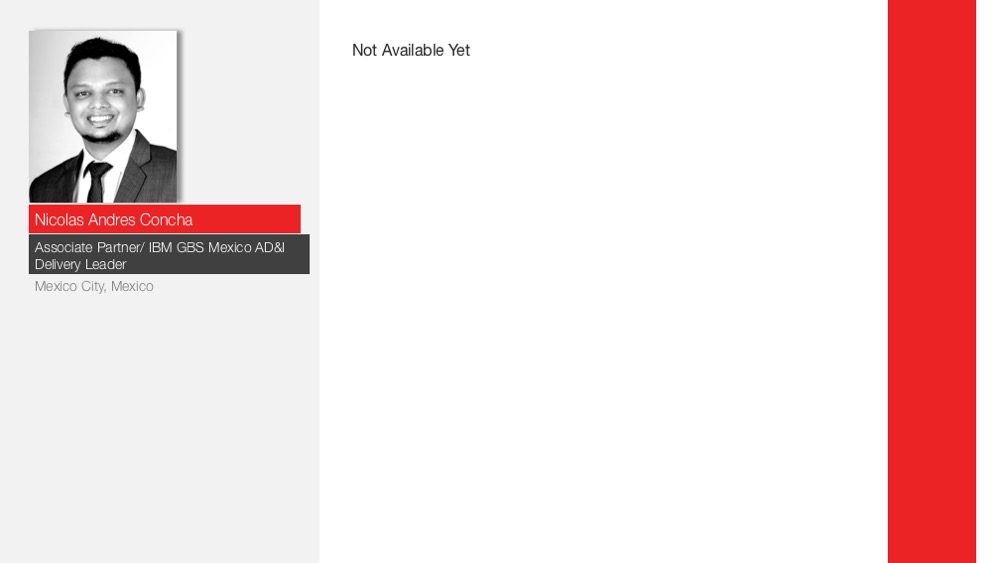 Not Available Yet
Nicolas Andres Concha
Associate Partner/ IBM GBS Mexico AD&I
Delivery Leader
Mexico City, Mexico